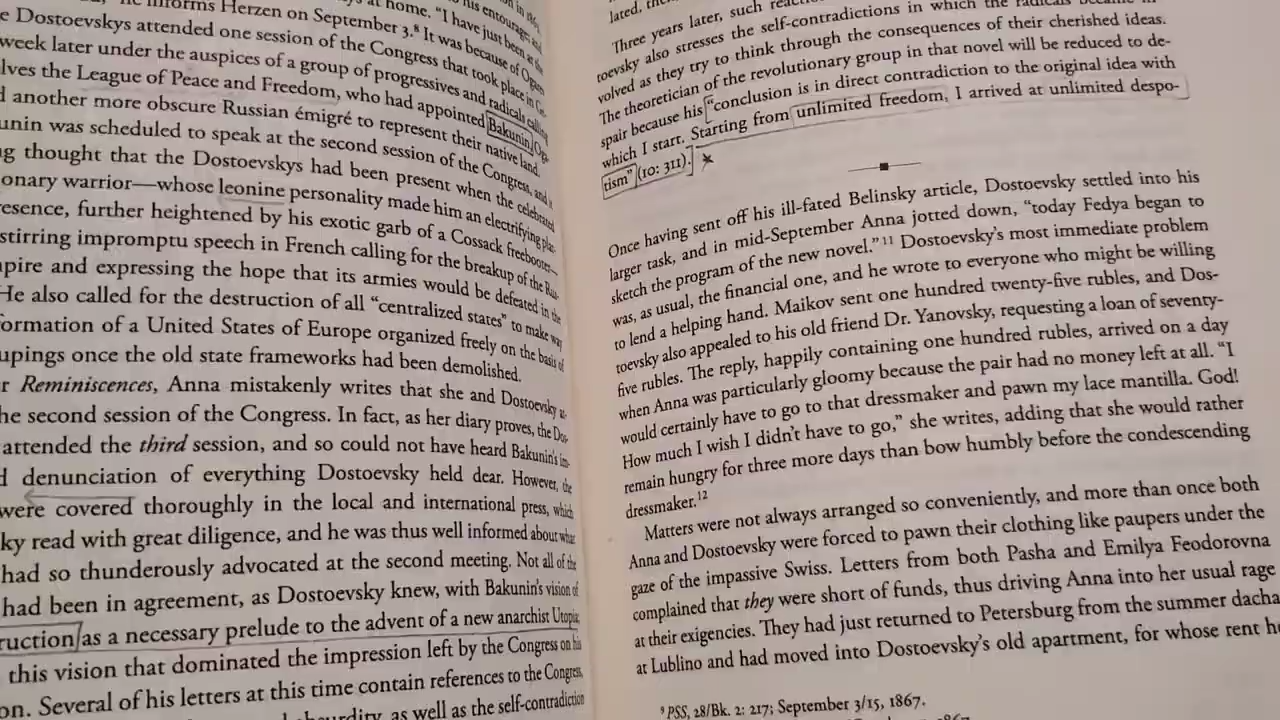 informs Herzen on September 3.⁸ It was because of Ogarev
e Dostoevskys attended one session of the Congress that took place in Ge-
week later under the auspices of a group of progressives and radicals calling
lves the League of Peace and Freedom, who had appointed Bakunin, Oga-
d another more obscure Russian émigré to represent their native land.
unin was scheduled to speak at the second session of the Congress, and it
ng thought that the Dostoevskys had been present when the celebrated
onary warrior—whose leonine personality made him an electrifying plat-
resence, further heightened by his exotic garb of a Cossack freebooter—
stirring impromptu speech in French calling for the breakup of the Rus-
mpire and expressing the hope that its armies would be defeated in the
He also called for the destruction of all “centralized states” to make way
formation of a United States of Europe organized freely on the basis of
upings once the old state frameworks had been demolished.
r Reminiscences, Anna mistakenly writes that she and Dostoevsky at-
he second session of the Congress. In fact, as her diary proves, the Dos-
attended the third session, and so could not have heard Bakunin's im-
d denunciation of everything Dostoevsky held dear. However, the
were covered thoroughly in the local and international press, which
ky read with great diligence, and he was thus well informed about what
had so thunderously advocated at the second meeting. Not all of the
had been in agreement, as Dostoevsky knew, with Bakunin's vision of
ruction as a necessary prelude to the advent of a new anarchist Utopia;
this vision that dominated the impression left by the Congress on his
on. Several of his letters at this time contain references to the Congress,
absurdity, as well as the self-contradiction
Three years later, such
toevsky also stresses the self-contradictions in which the radicals
volved as they try to think through the consequences of their cherished ideas.
The theoretician of the revolutionary group in that novel will be reduced to de-
spair because his “conclusion is in direct contradiction to the original idea with
which I start. Starting from unlimited freedom, I arrived at unlimited despo-
tism” (10: 311).
Once having sent off his ill-fated Belinsky article, Dostoevsky settled into his
larger task, and in mid-September Anna jotted down, “today Fedya began to
sketch the program of the new novel.”¹¹ Dostoevsky's most immediate problem
was, as usual, the financial one, and he wrote to everyone who might be willing
to lend a helping hand. Maikov sent one hundred twenty-five rubles, and Dos-
toevsky also appealed to his old friend Dr. Yanovsky, requesting a loan of seventy-
five rubles. The reply, happily containing one hundred rubles, arrived on a day
when Anna was particularly gloomy because the pair had no money left at all. “I
would certainly have to go to that dressmaker and pawn my lace mantilla. God!
How much I wish I didn't have to go,” she writes, adding that she would rather
remain hungry for three more days than bow humbly before the condescending
dressmaker.¹²
Matters were not always arranged so conveniently, and more than once both
Anna and Dostoevsky were forced to pawn their clothing like paupers under the
gaze of the impassive Swiss. Letters from both Pasha and Emilya Feodorovna
complained that they were short of funds, thus driving Anna into her usual rage
at their exigencies. They had just returned to Petersburg from the summer dacha
at Lublino and had moved into Dostoevsky's old apartment, for whose rent he
⁹ PSS, 28/Bk. 2: 217; September 3/15, 1867.